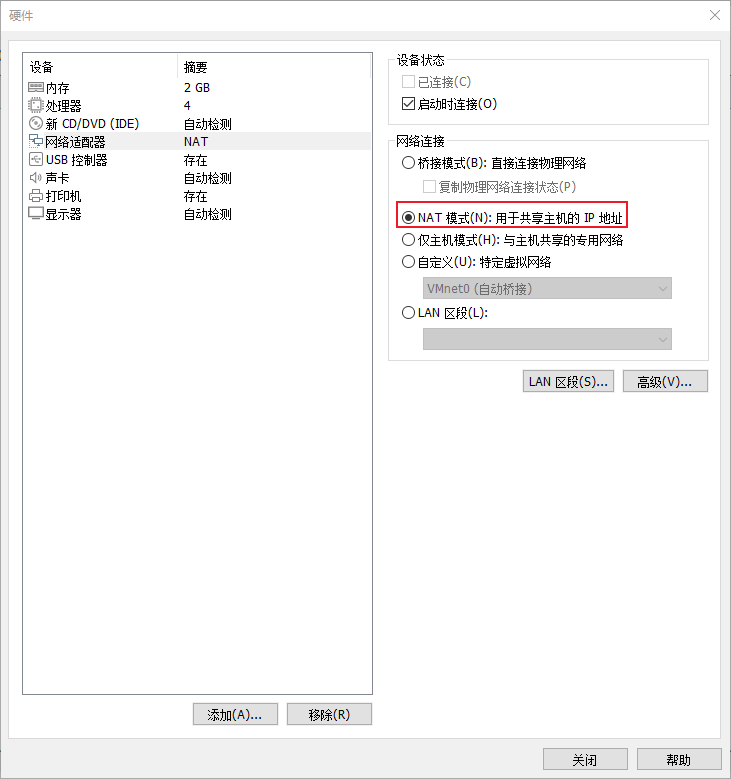 硬件
设备 摘要
内存 2 GB
处理器 4
新 CD/DVD (IDE) 自动检测
网络适配器 NAT
USB 控制器 存在
声卡 自动检测
打印机 存在
显示器 自动检测
添加(A)... 移除(R)
设备状态
已连接(C)
启动时连接(O)
网络连接
桥接模式(B): 直接连接物理网络
复制物理网络连接状态(P)
NAT 模式(N): 用于共享主机的 IP 地址
仅主机模式(H): 与主机共享的专用网络
自定义(U): 特定虚拟网络
VMnet0 (自动桥接)
LAN 区段(L):
LAN 区段(S)... 高级(V)...
关闭 帮助